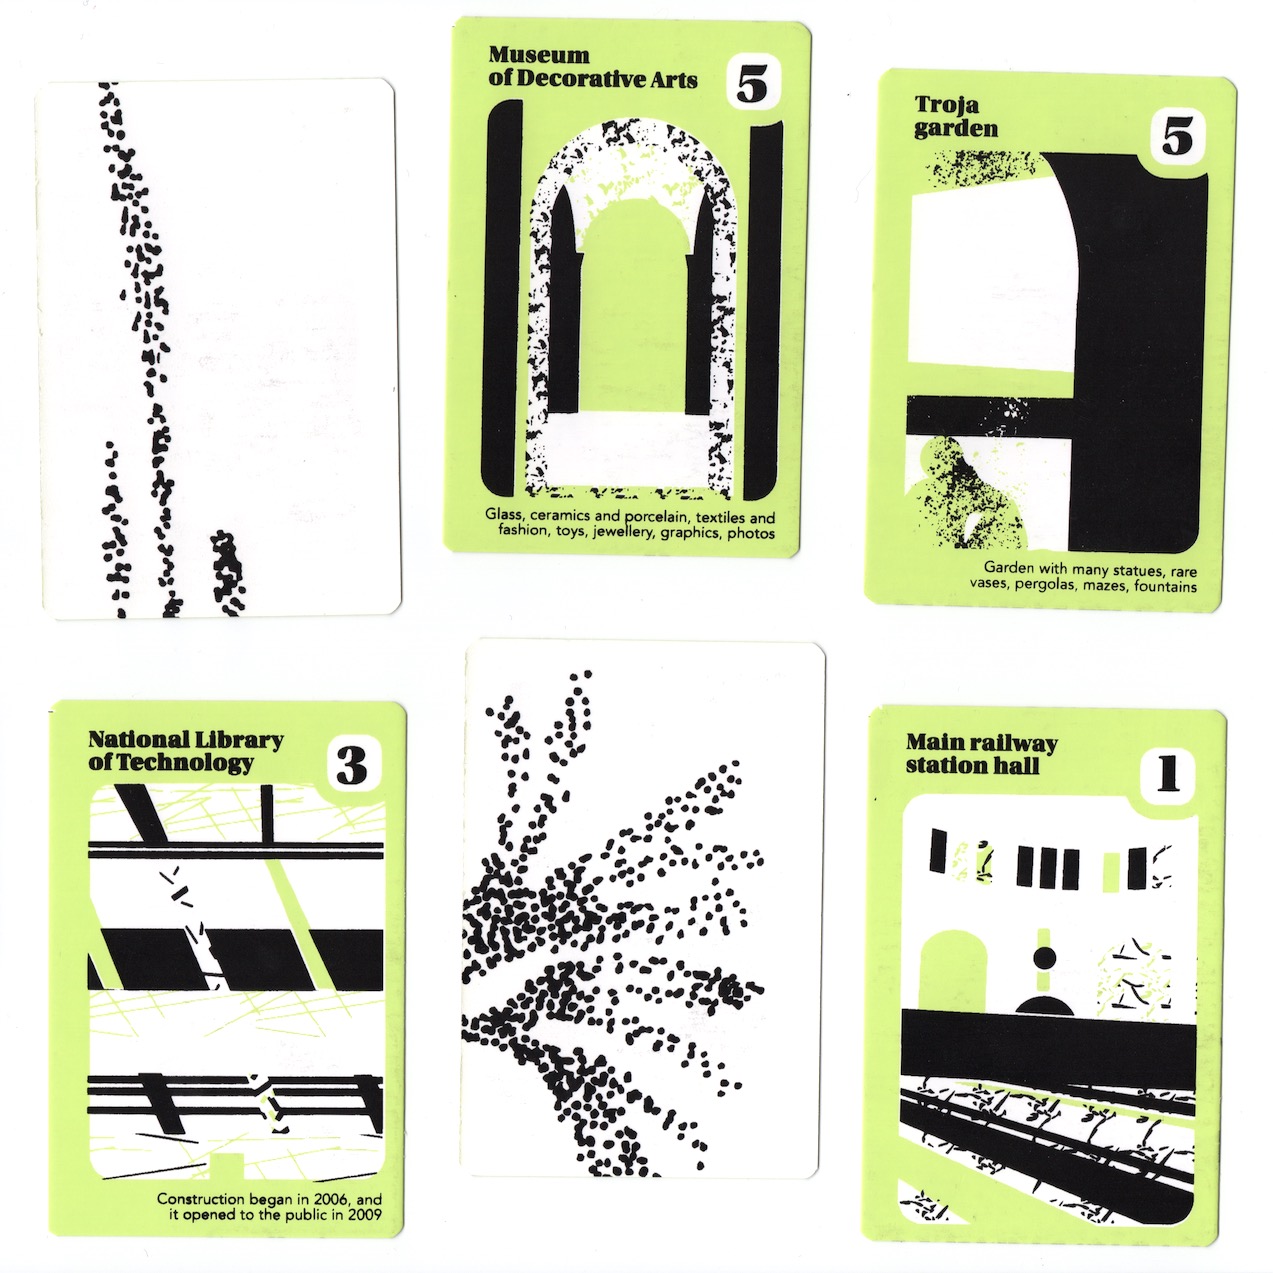 Museum
of Decorative Arts
5
Glass, ceramics and porcelain, textiles and
fashion, toys, jewellery, graphics, photos
Troja
garden
5
Garden with many statues, rare
vases, pergolas, mazes, fountains
National Library
of Technology
3
Construction began in 2006, and
it opened to the public in 2009
Main railway
station hall
1